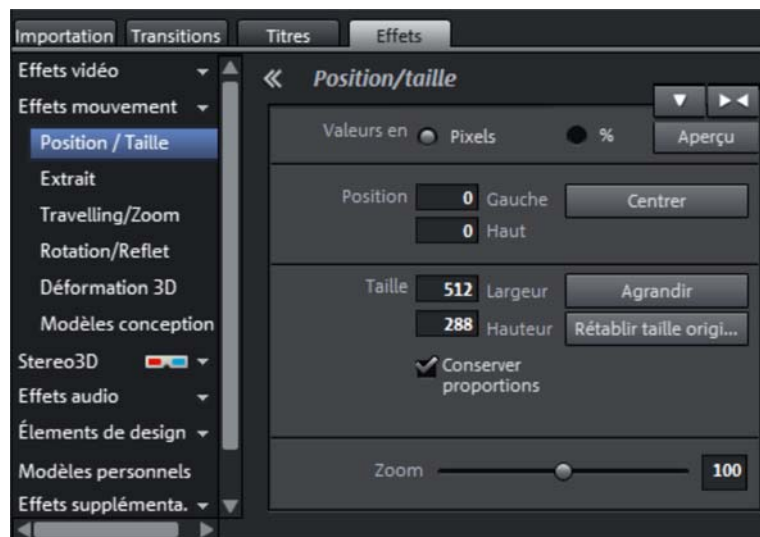 Importation Transitions Titres Effets
Effets vidéo
Effets mouvement
Position / Taille
Extrait
Travelling/Zoom
Rotation/Reflet
Déformation 3D
Modèles conception
Stereo3D
Effets audio
Élements de design
Modèles personnels
Effets supplémenta.
Position/taille
Valeurs en Pixels % Aperçu
Position 0 Gauche Centrer
0 Haut
Taille 512 Largeur Agrandir
288 Hauteur Rétablir taille origi...
Conserver
proportions
Zoom 100